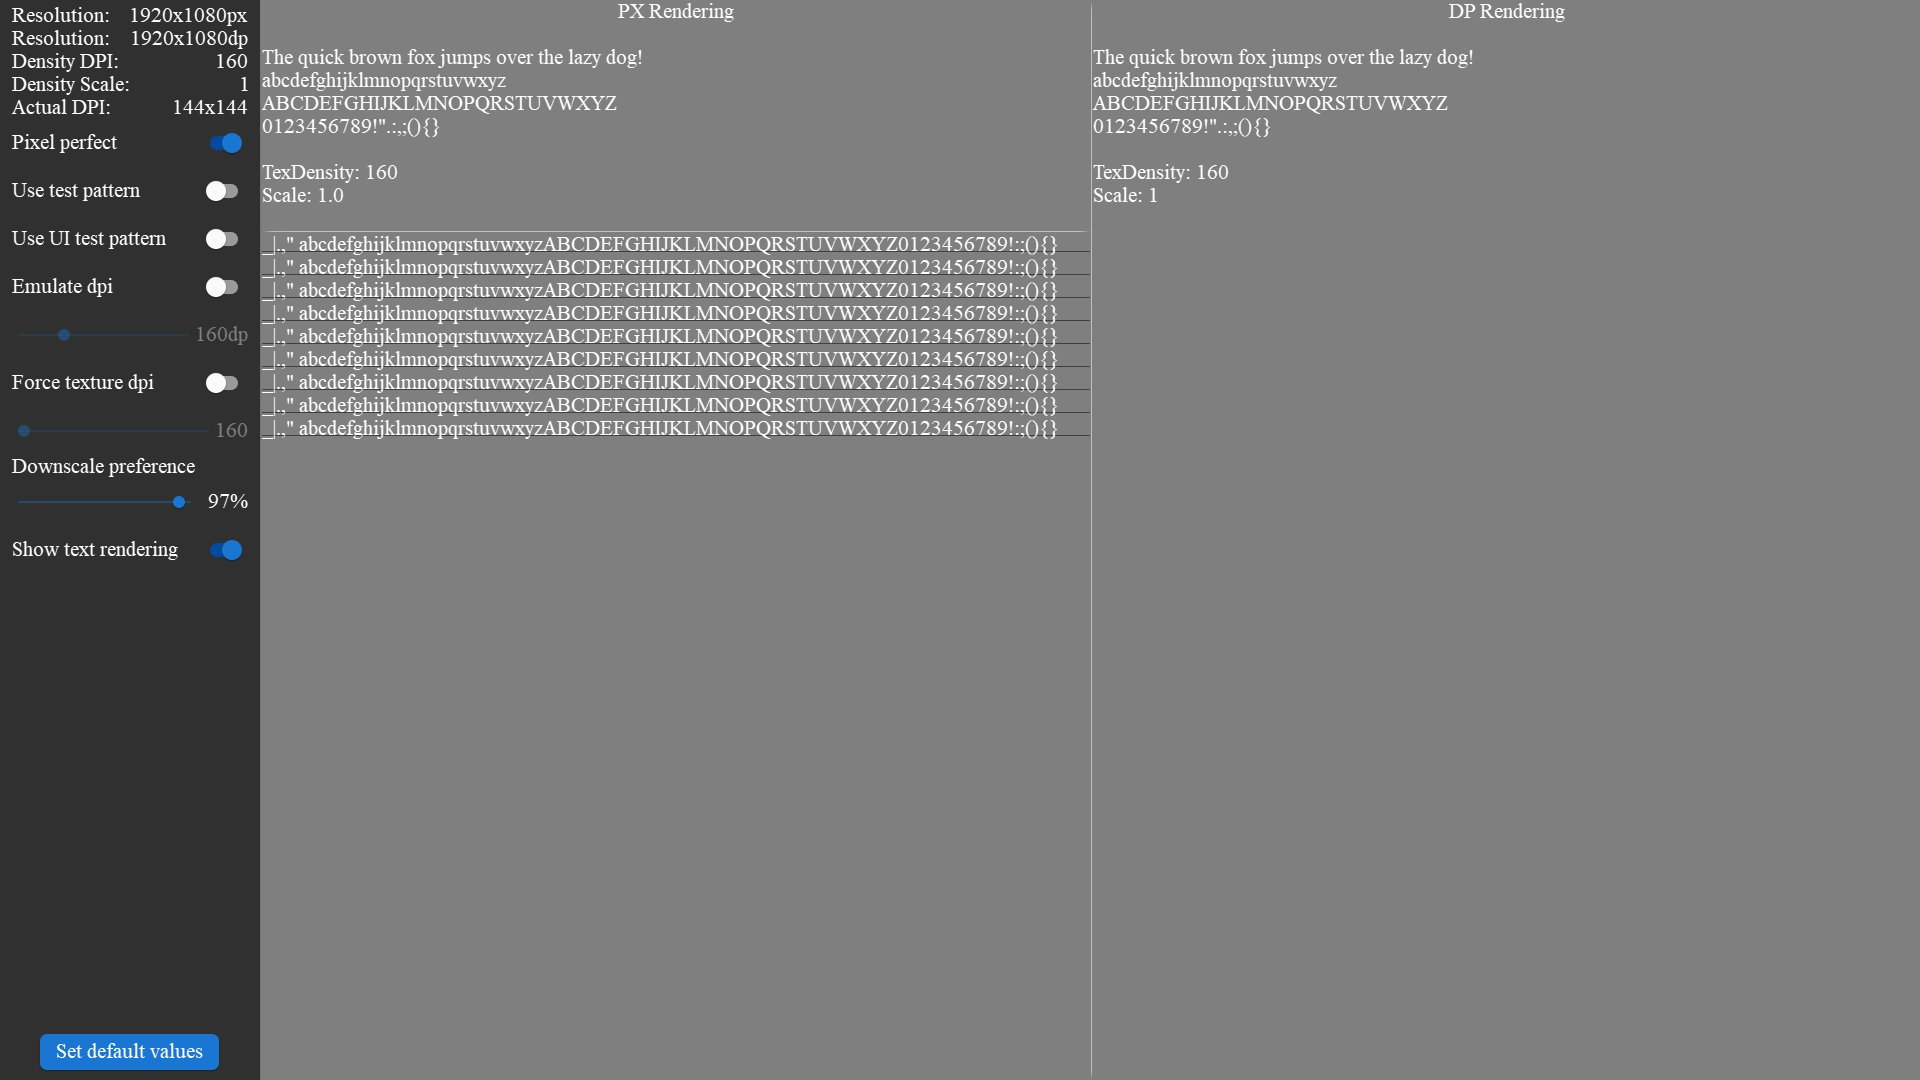 Resolution: 1920x1080px
Resolution: 1920x1080dp
Density DPI: 160
Density Scale: 1
Actual DPI: 144x144
Pixel perfect
Use test pattern
Use UI test pattern
Emulate dpi
160dp
Force texture dpi
160
Downscale preference
97%
Show text rendering
Set default values
PX Rendering
The quick brown fox jumps over the lazy dog!
abcdefghijklmnopqrstuvwxyz
ABCDEFGHIJKLMNOPQRSTUVWXYZ
0123456789!".:,;(){}
TexDensity: 160
Scale: 1.0
_|.," abcdefghijklmnopqrstuvwxyzABCDEFGHIJKLMNOPQRSTUVWXYZ0123456789!:;(){}
_|.," abcdefghijklmnopqrstuvwxyzABCDEFGHIJKLMNOPQRSTUVWXYZ0123456789!:;(){}
_|.," abcdefghijklmnopqrstuvwxyzABCDEFGHIJKLMNOPQRSTUVWXYZ0123456789!:;(){}
_|.," abcdefghijklmnopqrstuvwxyzABCDEFGHIJKLMNOPQRSTUVWXYZ0123456789!:;(){}
_|.," abcdefghijklmnopqrstuvwxyzABCDEFGHIJKLMNOPQRSTUVWXYZ0123456789!:;(){}
_|.," abcdefghijklmnopqrstuvwxyzABCDEFGHIJKLMNOPQRSTUVWXYZ0123456789!:;(){}
_|.," abcdefghijklmnopqrstuvwxyzABCDEFGHIJKLMNOPQRSTUVWXYZ0123456789!:;(){}
_|.," abcdefghijklmnopqrstuvwxyzABCDEFGHIJKLMNOPQRSTUVWXYZ0123456789!:;(){}
_|.," abcdefghijklmnopqrstuvwxyzABCDEFGHIJKLMNOPQRSTUVWXYZ0123456789!:;(){}
DP Rendering
The quick brown fox jumps over the lazy dog!
abcdefghijklmnopqrstuvwxyz
ABCDEFGHIJKLMNOPQRSTUVWXYZ
0123456789!".:,;(){}
TexDensity: 160
Scale: 1